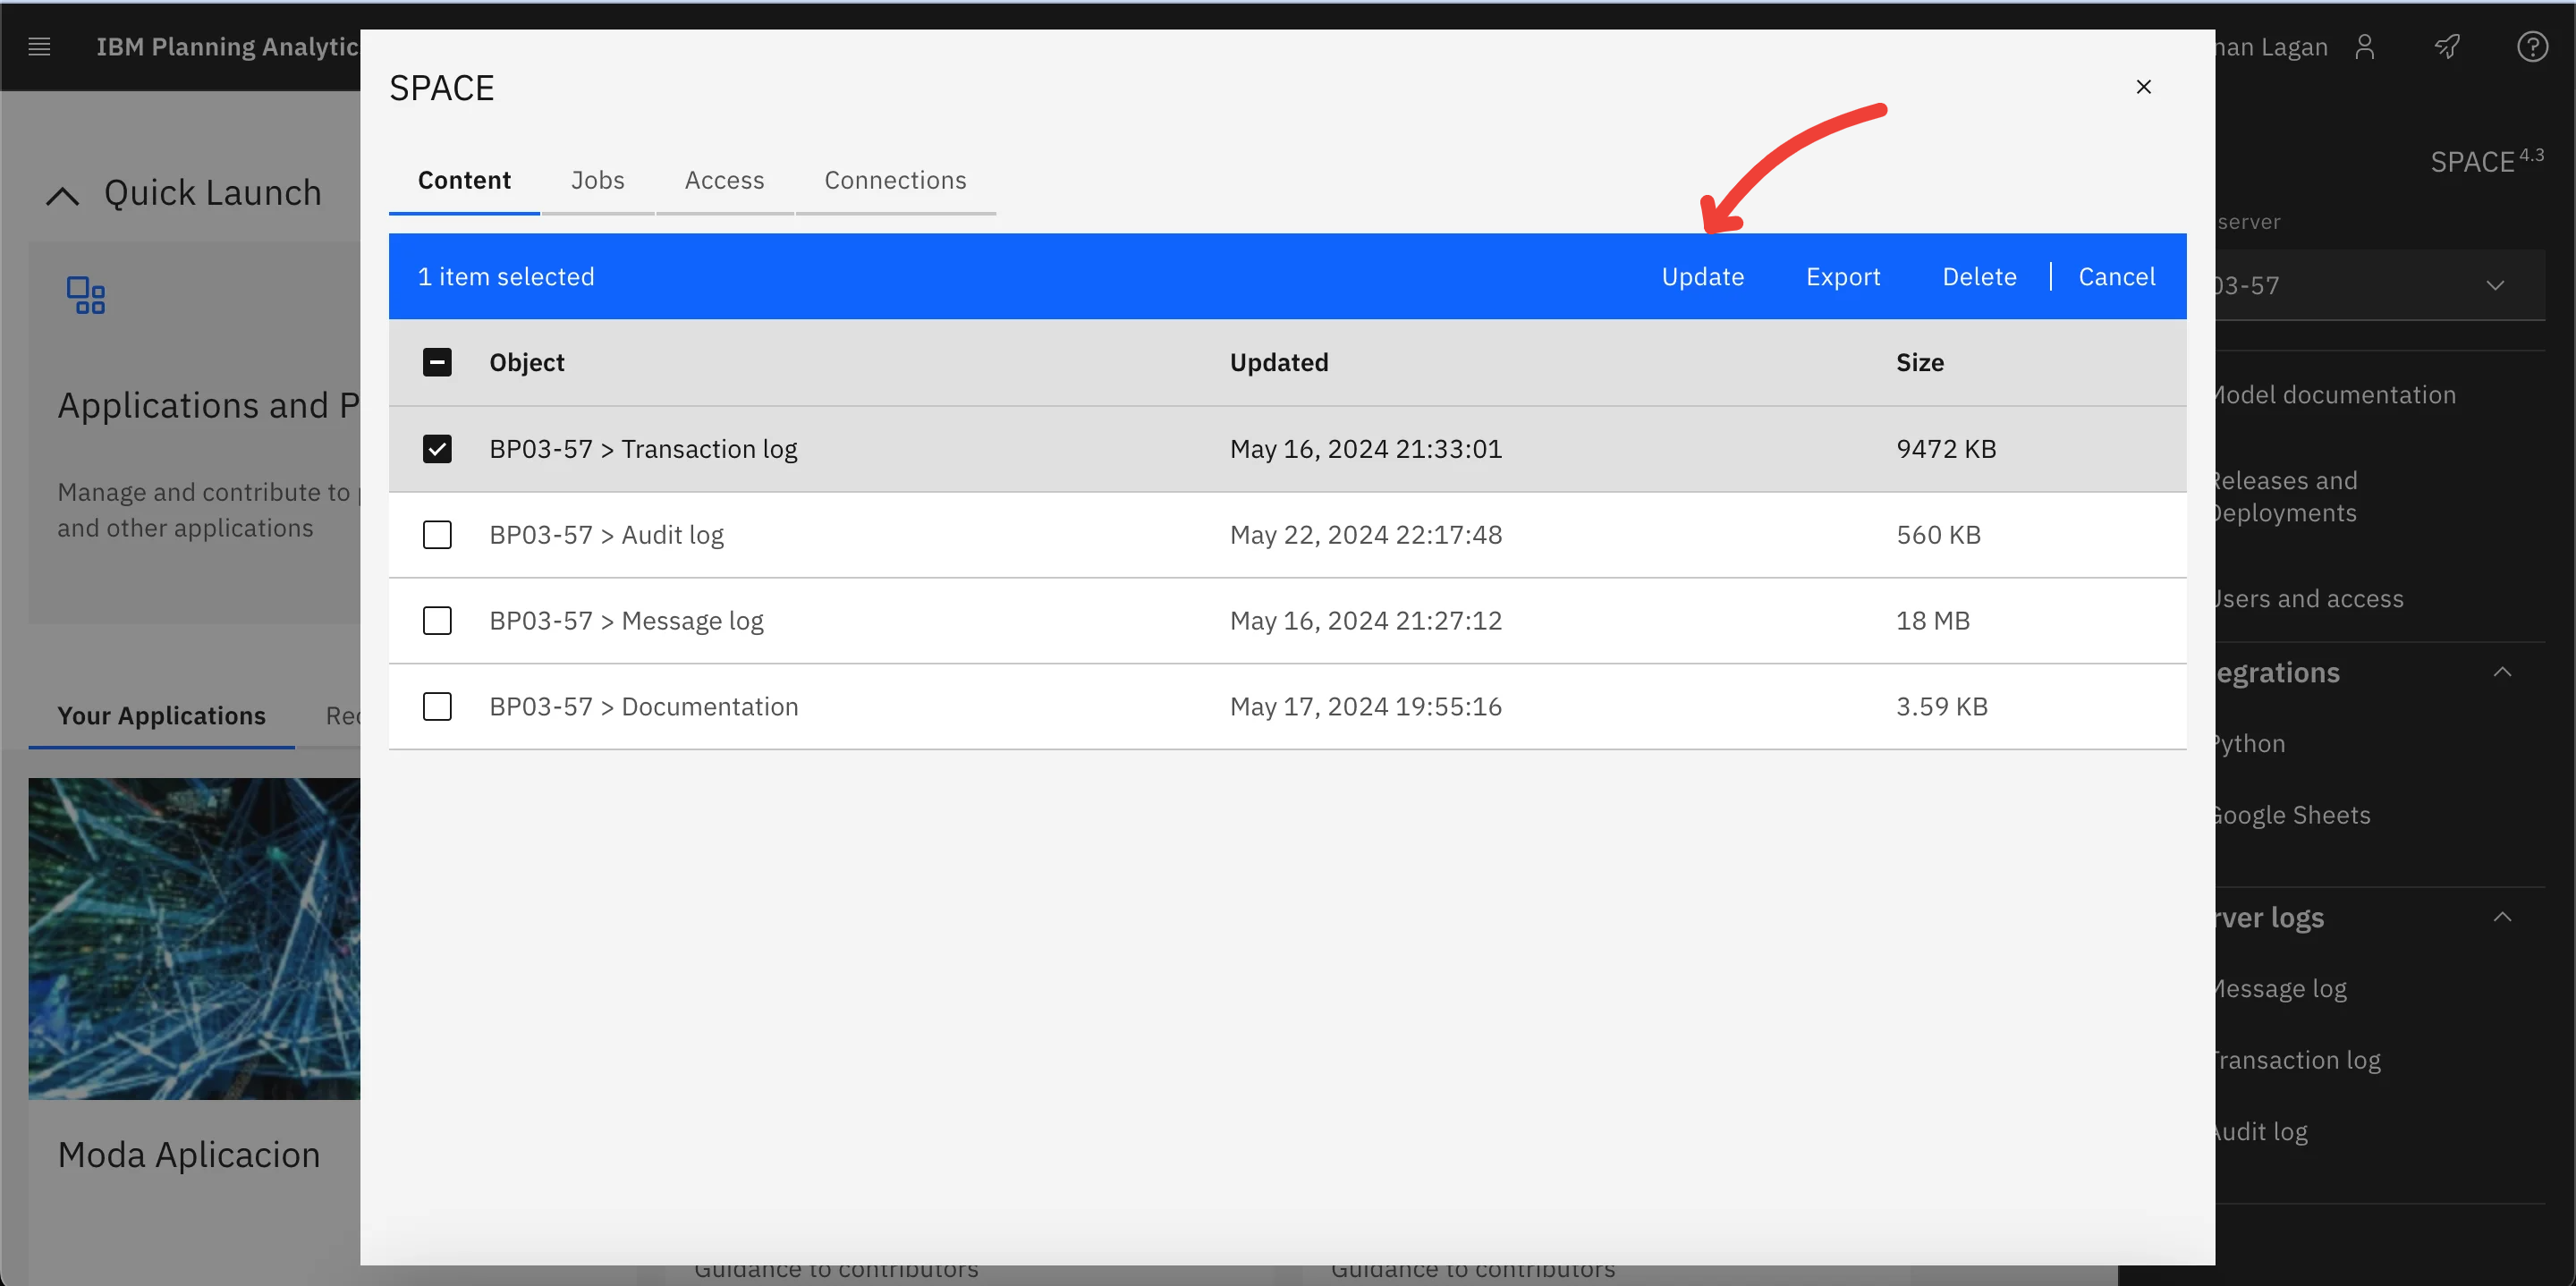 IBM Planning Analytic
nan Lagan
SPACE
Content Jobs Access Connections
1 item selected Update Export Delete Cancel
Object Updated Size
BP03-57 > Transaction log May 16, 2024 21:33:01 9472 KB
BP03-57 > Audit log May 22, 2024 22:17:48 560 KB
BP03-57 > Message log May 16, 2024 21:27:12 18 MB
BP03-57 > Documentation May 17, 2024 19:55:16 3.59 KB
Quick Launch
Applications and P
Manage and contribute to
and other applications
Your Applications Rec
Moda Aplicacion
Guidance to contributors Guidance to contributors
SPACE 4.3
server
03-57
Model documentation
Releases and
Deployments
Users and access
egrations
Python
Google Sheets
rver logs
Message log
Transaction log
Audit log